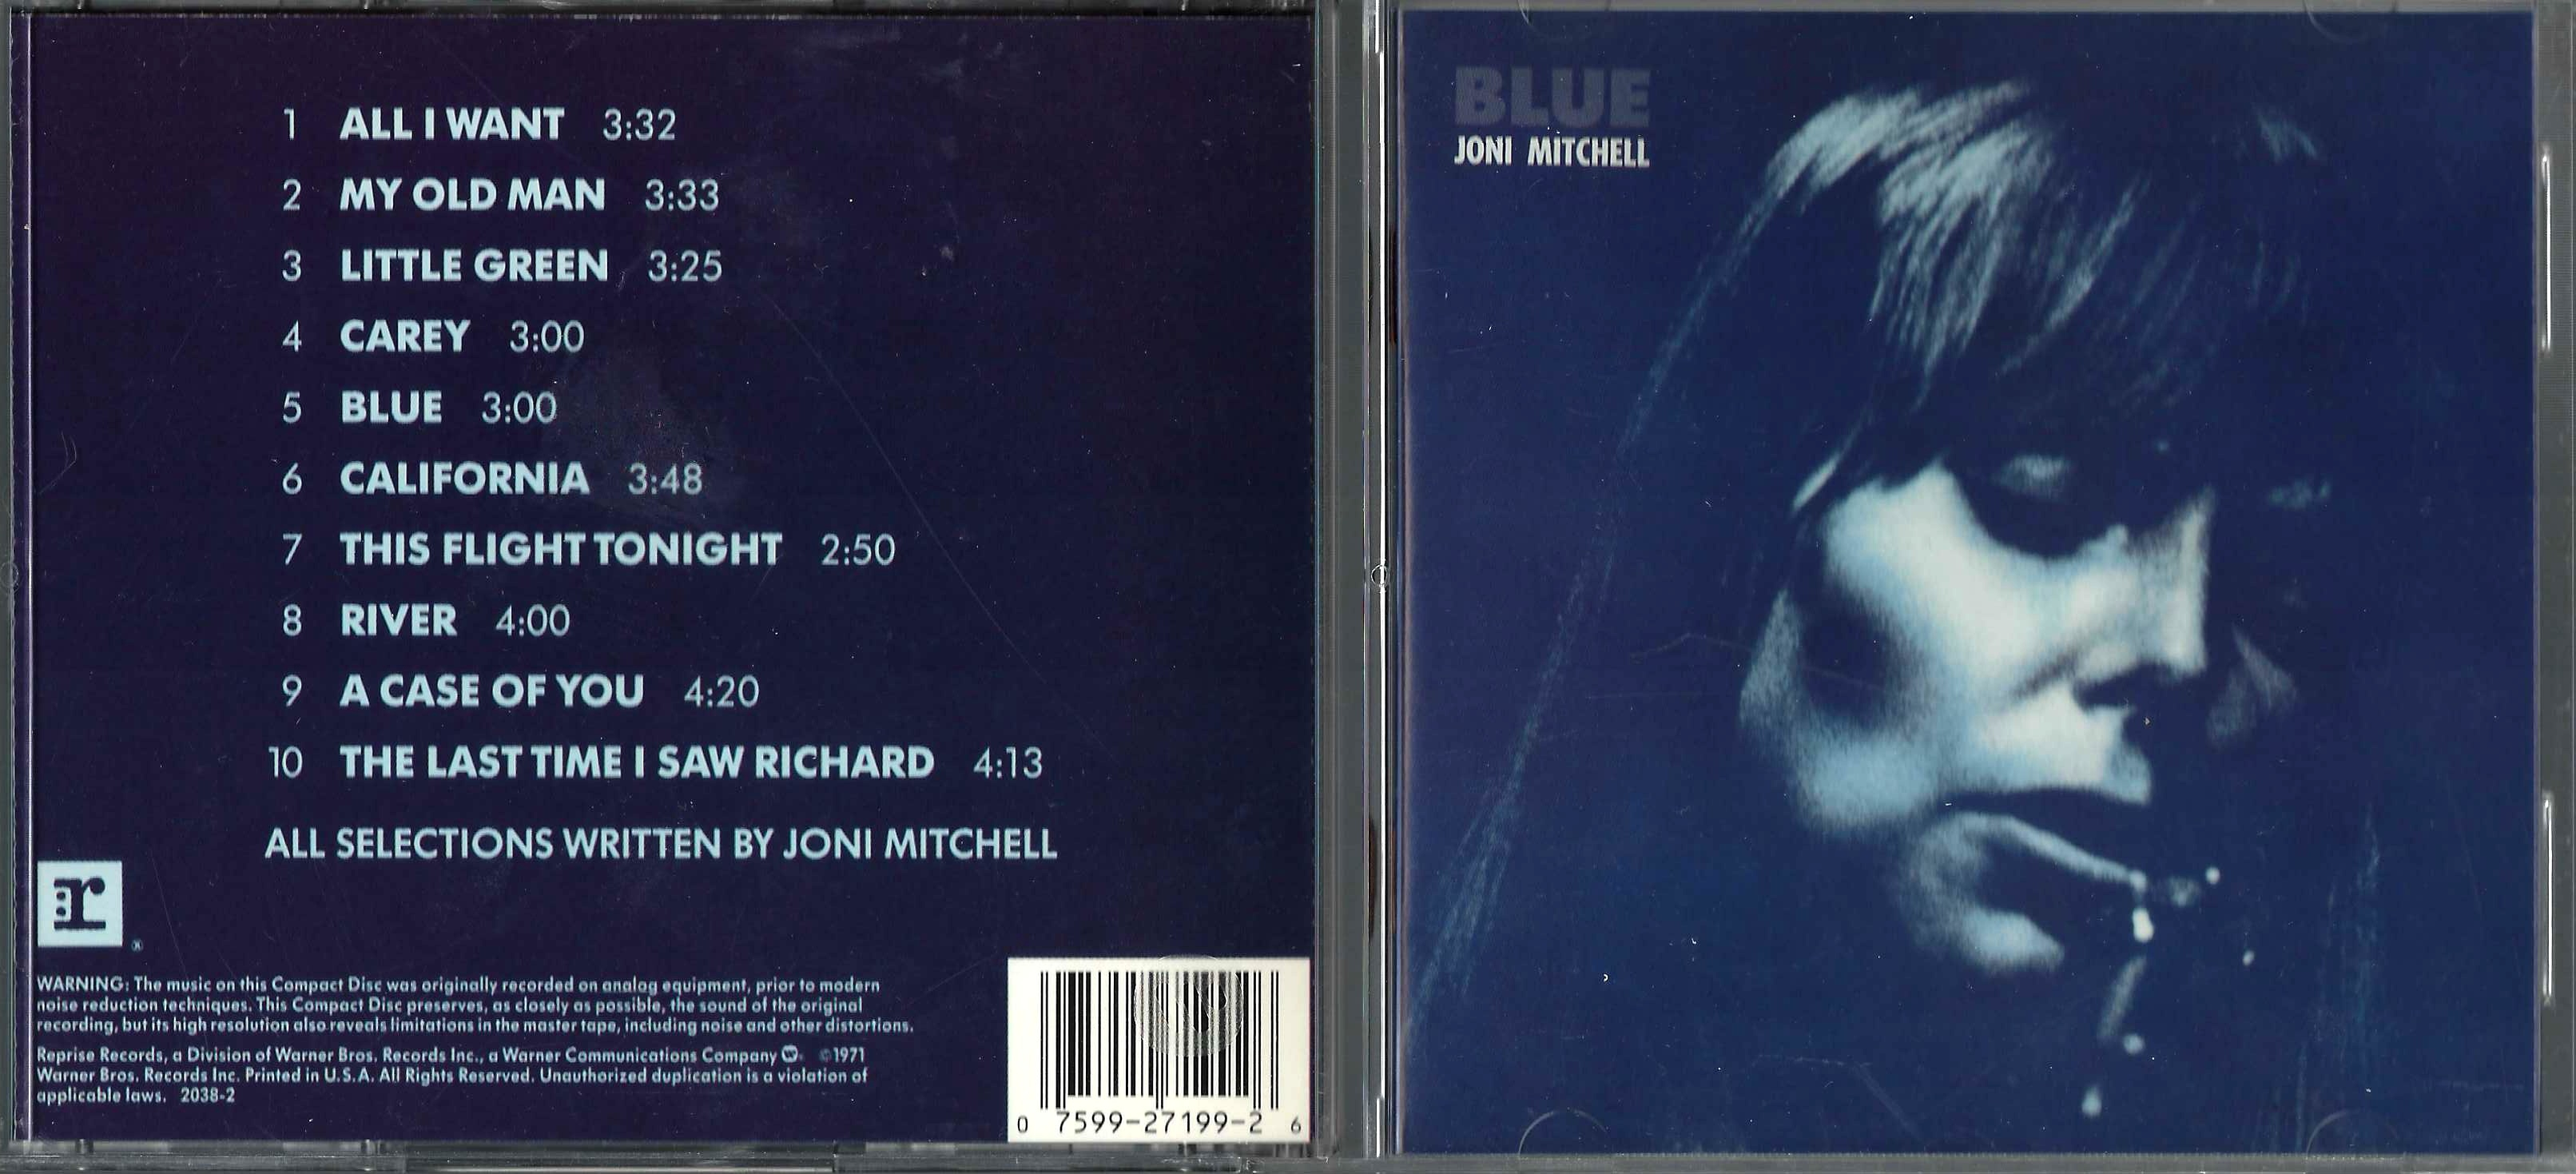 1 ALL I WANT 3:32
2 MY OLD MAN 3:33
3 LITTLE GREEN 3:25
4 CAREY 3:00
5 BLUE 3:00
6 CALIFORNIA 3:48
7 THIS FLIGHT TONIGHT 2:50
8 RIVER 4:00
9 A CASE OF YOU 4:20
10 THE LAST TIME I SAW RICHARD 4:13
ALL SELECTIONS WRITTEN BY JONI MITCHELL
:r ®
WARNING: The music on this Compact Disc was originally recorded on analog equipment, prior to modern
noise reduction techniques. This Compact Disc preserves, as closely as possible, the sound of the original
recording, but its high resolution also reveals limitations in the master tape, including noise and other distortions.
Reprise Records, a Division of Warner Bros. Records Inc., a Warner Communications Company ©1971
Warner Bros. Records Inc. Printed in U.S.A. All Rights Reserved. Unauthorized duplication is a violation of
applicable laws. 2038-2
0 7599-27199-2 6
BLUE
JONI MITCHELL